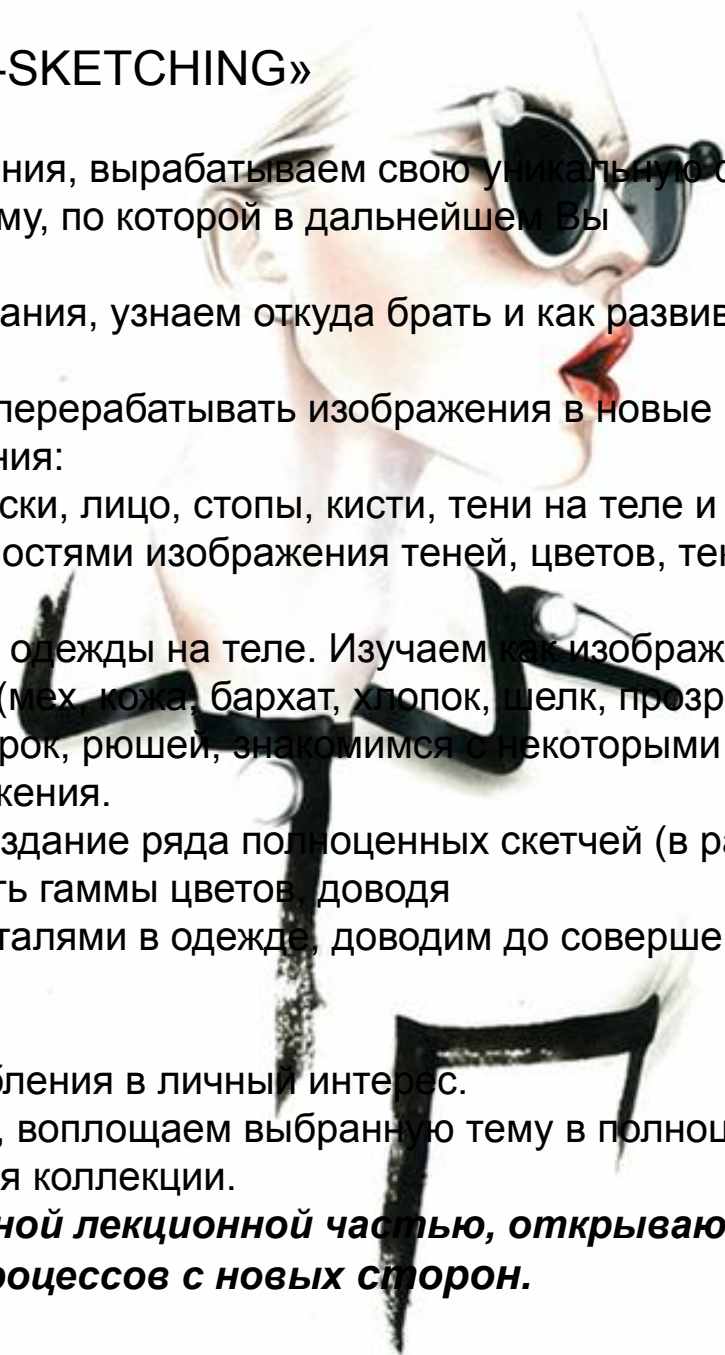 -SKETCHING»
ния, вырабатываем свою уникальную с
му, по которой в дальнейшем Вы
ания, узнаем откуда брать и как развив
перерабатывать изображения в новые
ния:
ски, лицо, стопы, кисти, тени на теле и
остями изображения теней, цветов, тек
одежды на теле. Изучаем как изображ
(мех, кожа, бархат, хлопок, шелк, прозр
рок, рюшей, знакомимся с некоторыми
жения.
здание ряда полноценных скетчей (в ра
ть гаммы цветов, доводя
талями в одежде, доводим до соверше
бления в личный интерес.
, воплощаем выбранную тему в полноц
я коллекции.
ной лекционной частью, открываю
роцессов с новых сторон.